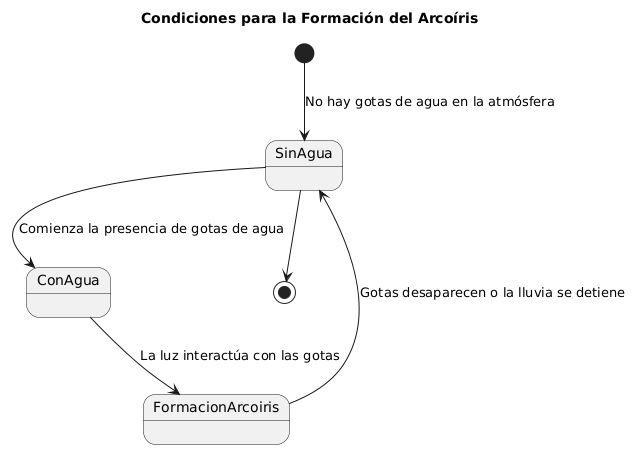 Condiciones para la Formación del Arcoíris
No hay gotas de agua en la atmósfera
SinAgua
Comienza la presencia de gotas de agua
ConAgua
Gotas desaparecen o la lluvia se detiene
La luz interactúa con las gotas
FormacionArcoiris